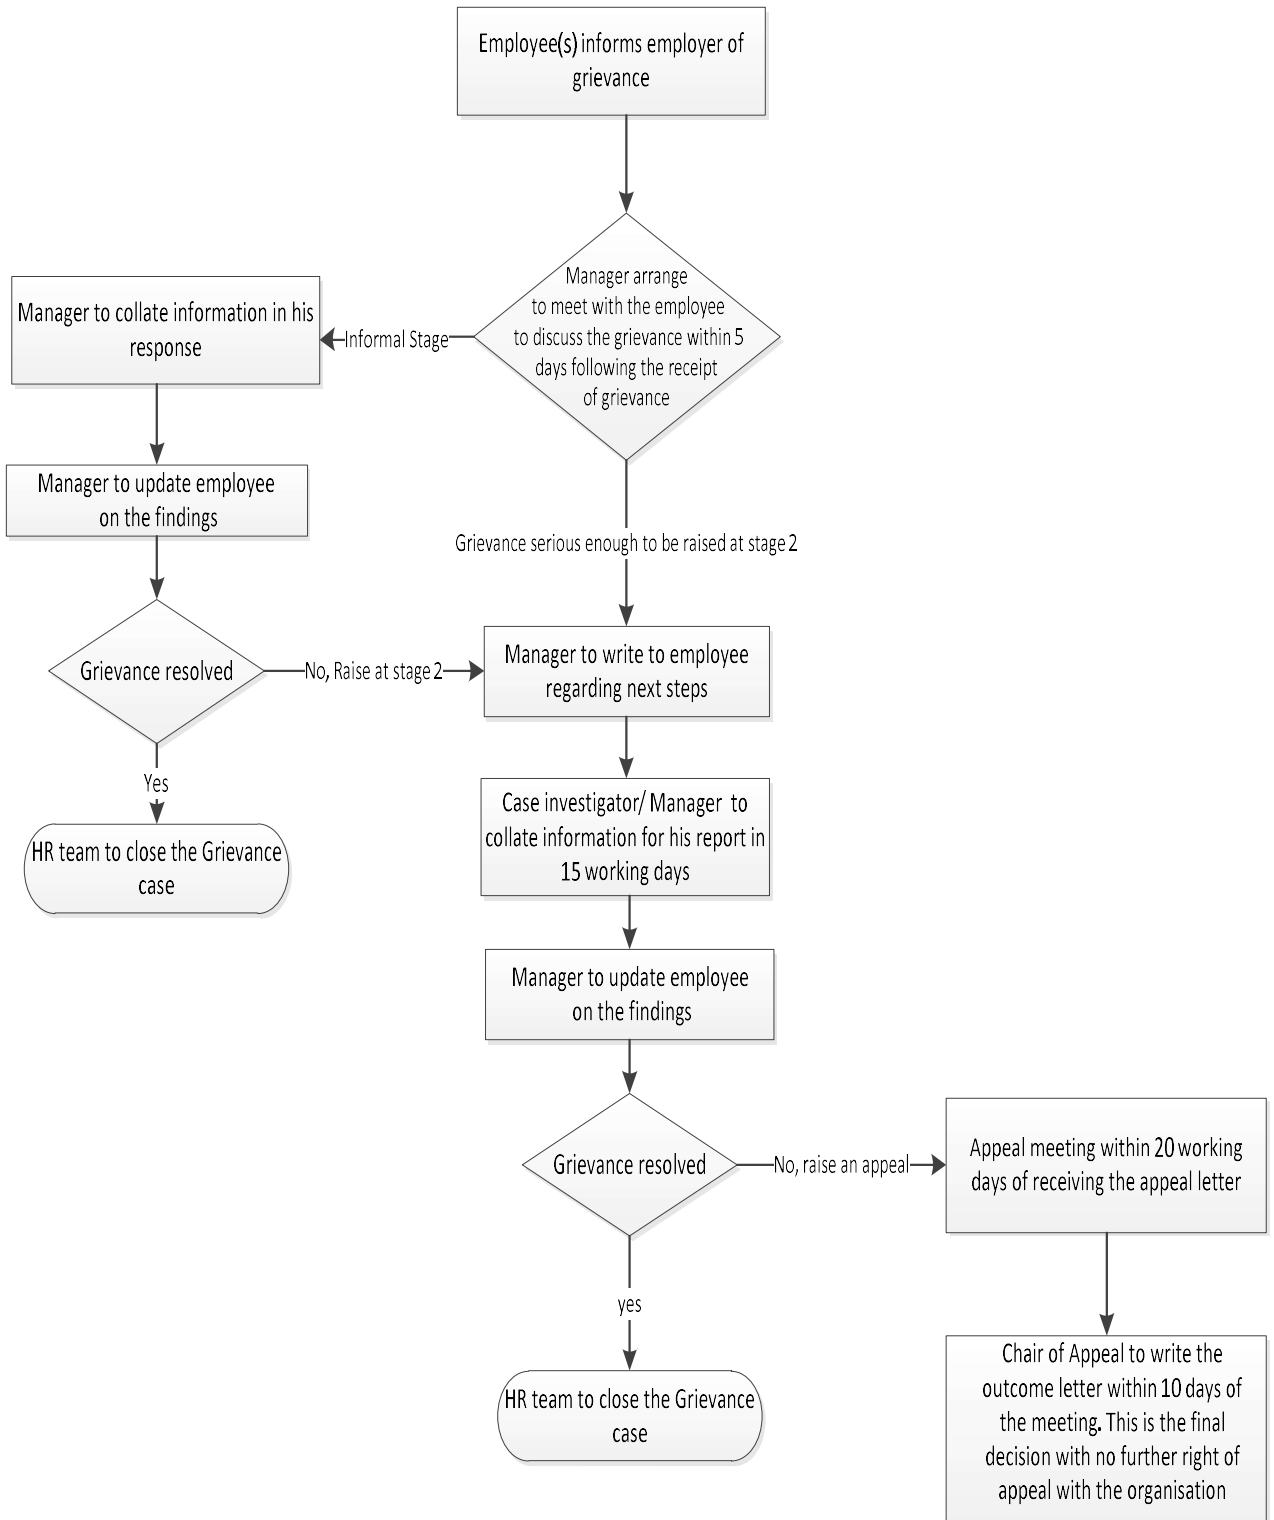 Employee(s) informs employer of
grievance
Manager arrange
to meet with the employee
to discuss the grievance within 5
days following the receipt
of grievance
Informal Stage
Manager to collate information in his
response
Manager to update employee
on the findings
Grievance serious enough to be raised at stage 2
Grievance resolved
No, Raise at stage 2
Manager to write to employee
regarding next steps
Yes
HR team to close the Grievance
case
Case investigator/ Manager to
collate information for his report in
15 working days
Manager to update employee
on the findings
Grievance resolved
No, raise an appeal
Appeal meeting within 20 working
days of receiving the appeal letter
yes
HR team to close the Grievance
case
Chair of Appeal to write the
outcome letter within 10 days of
the meeting. This is the final
decision with no further right of
appeal with the organisation